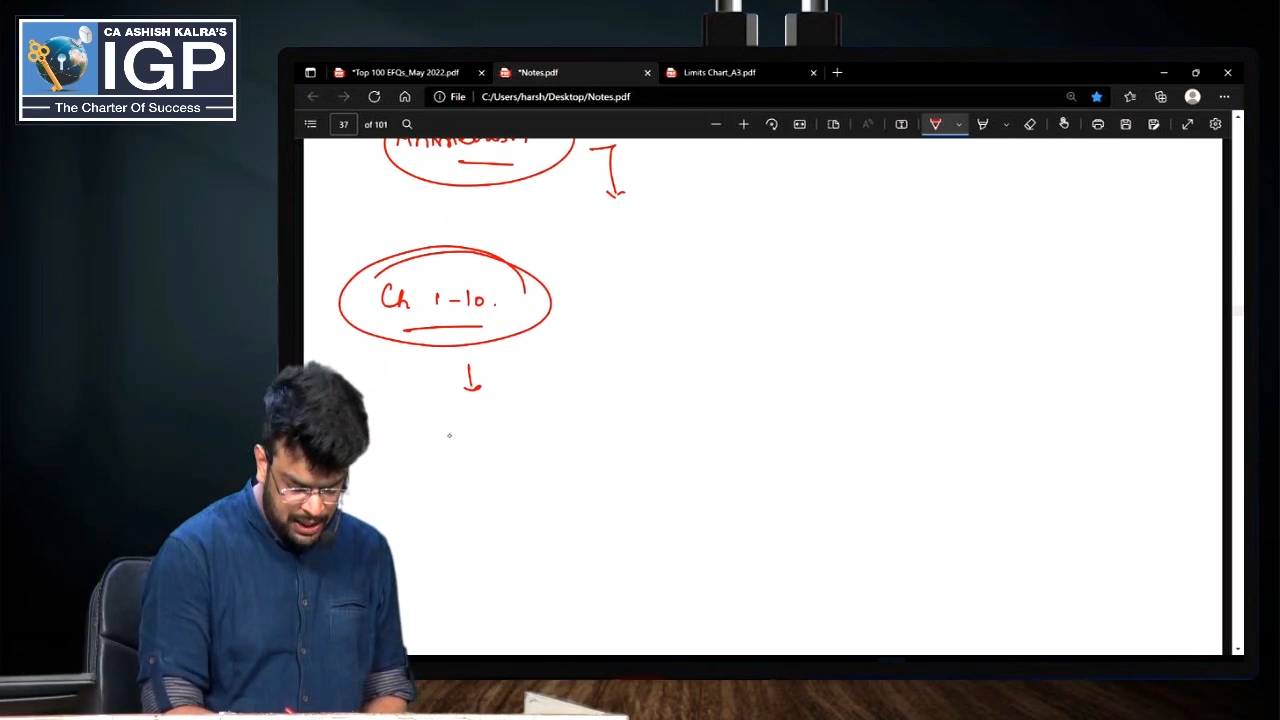 CA ASHISH KALRA'S
IGP
The Charter Of Success
*Top 100 EFQs_May 2022.pdf
*Notes.pdf
Limits Chart_A3.pdf
File
C:/Users/harsh/Desktop/Notes.pdf
37 of 101
Ch 1-10.